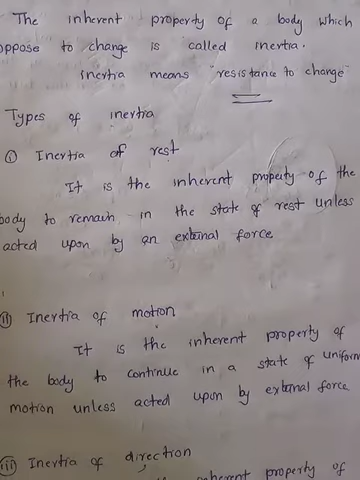 The inherent property of a body which
oppose to change is called inertia.
inertia means "resistance to change"
Types of inertia
(i) Inertia of rest
It is the inherent property of the
body to remain in the state of rest unless
acted upon by an external force
(ii) Inertia of motion
It is the inherent property of
the body to continue in a state of uniform
motion unless acted upon by external force
(iii) Inertia of direction
inherent property of